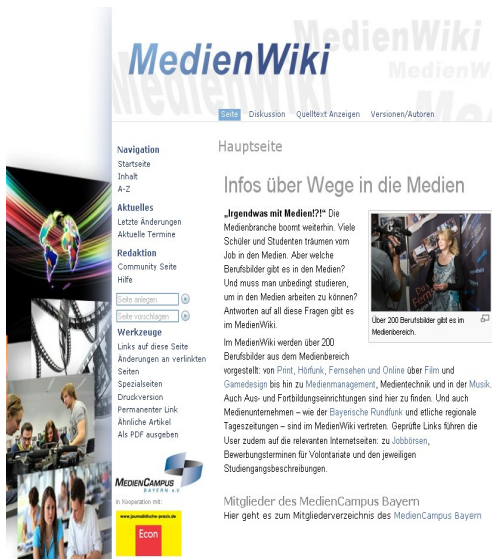 MedienWiki
Seite Diskussion Quelltext Anzeigen Versionen/Autoren
Navigation
Startseite
Inhalt
A-Z
Aktuelles
Letzte Änderungen
Aktuelle Termine
Redaktion
Community Seite
Hilfe
Seite anlegen
Seite vorschlagen
Werkzeuge
Links auf diese Seite
Änderungen an verlinkten
Seiten
Spezialseiten
Druckversion
Permanenter Link
Ähnliche Artikel
Als PDF ausgeben
MEDIENCAMPUS
BAYERN e.V.
in Kooperation mit:
www.journalistische-praxis.de
Econ
Hauptseite
Infos über Wege in die Medien
„Irgendwas mit Medien!?!“ Die
Medienbranche boomt weiterhin. Viele
Schüler und Studenten träumen vom
Job in den Medien. Aber welche
Berufsbilder gibt es in den Medien?
Und muss man unbedingt studieren,
um in den Medien arbeiten zu können?
Antworten auf all diese Fragen gibt es
im MedienWiki.
Über 200 Berufsbilder gibt es im
Medienbereich.
Im MedienWiki werden über 200
Berufsbilder aus dem Medienbereich
vorgestellt: von Print, Hörfunk, Fernsehen und Online über Film und
Gamedesign bis hin zu Medienmanagement, Medientechnik und in der Musik.
Auch Aus- und Fortbildungseinrichtungen sind hier zu finden. Und auch
Medienunternehmen – wie der Bayerische Rundfunk und etliche regionale
Tageszeitungen – sind im MedienWiki vertreten. Geprüfte Links führen die
User zudem auf die relevanten Internetseiten: zu Jobbörsen,
Bewerbungsterminen für Volontariate und den jeweiligen
Studiengangsbeschreibungen.
Mitglieder des MedienCampus Bayern
Hier geht es zum Mitgliederverzeichnis des MedienCampus Bayern